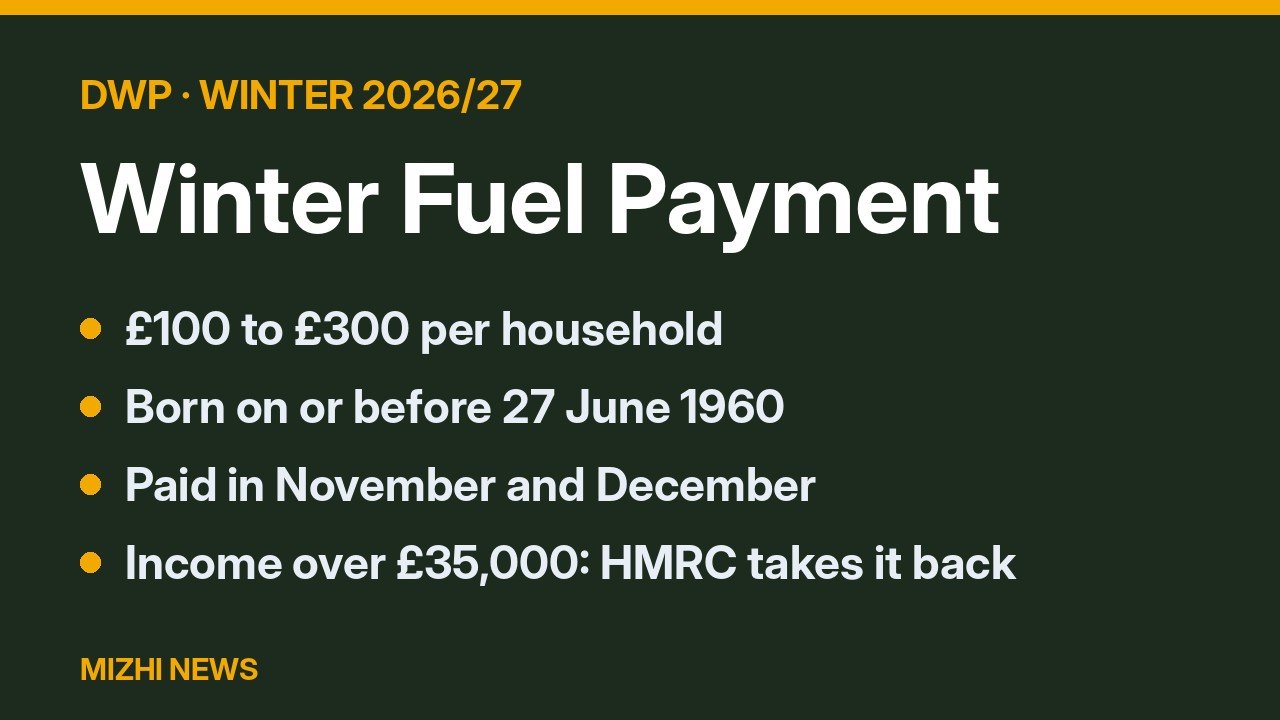 DWP · WINTER 2026/27
Winter Fuel Payment
£100 to £300 per household
Born on or before 27 June 1960
Paid in November and December
Income over £35,000: HMRC takes it back
MIZHI NEWS